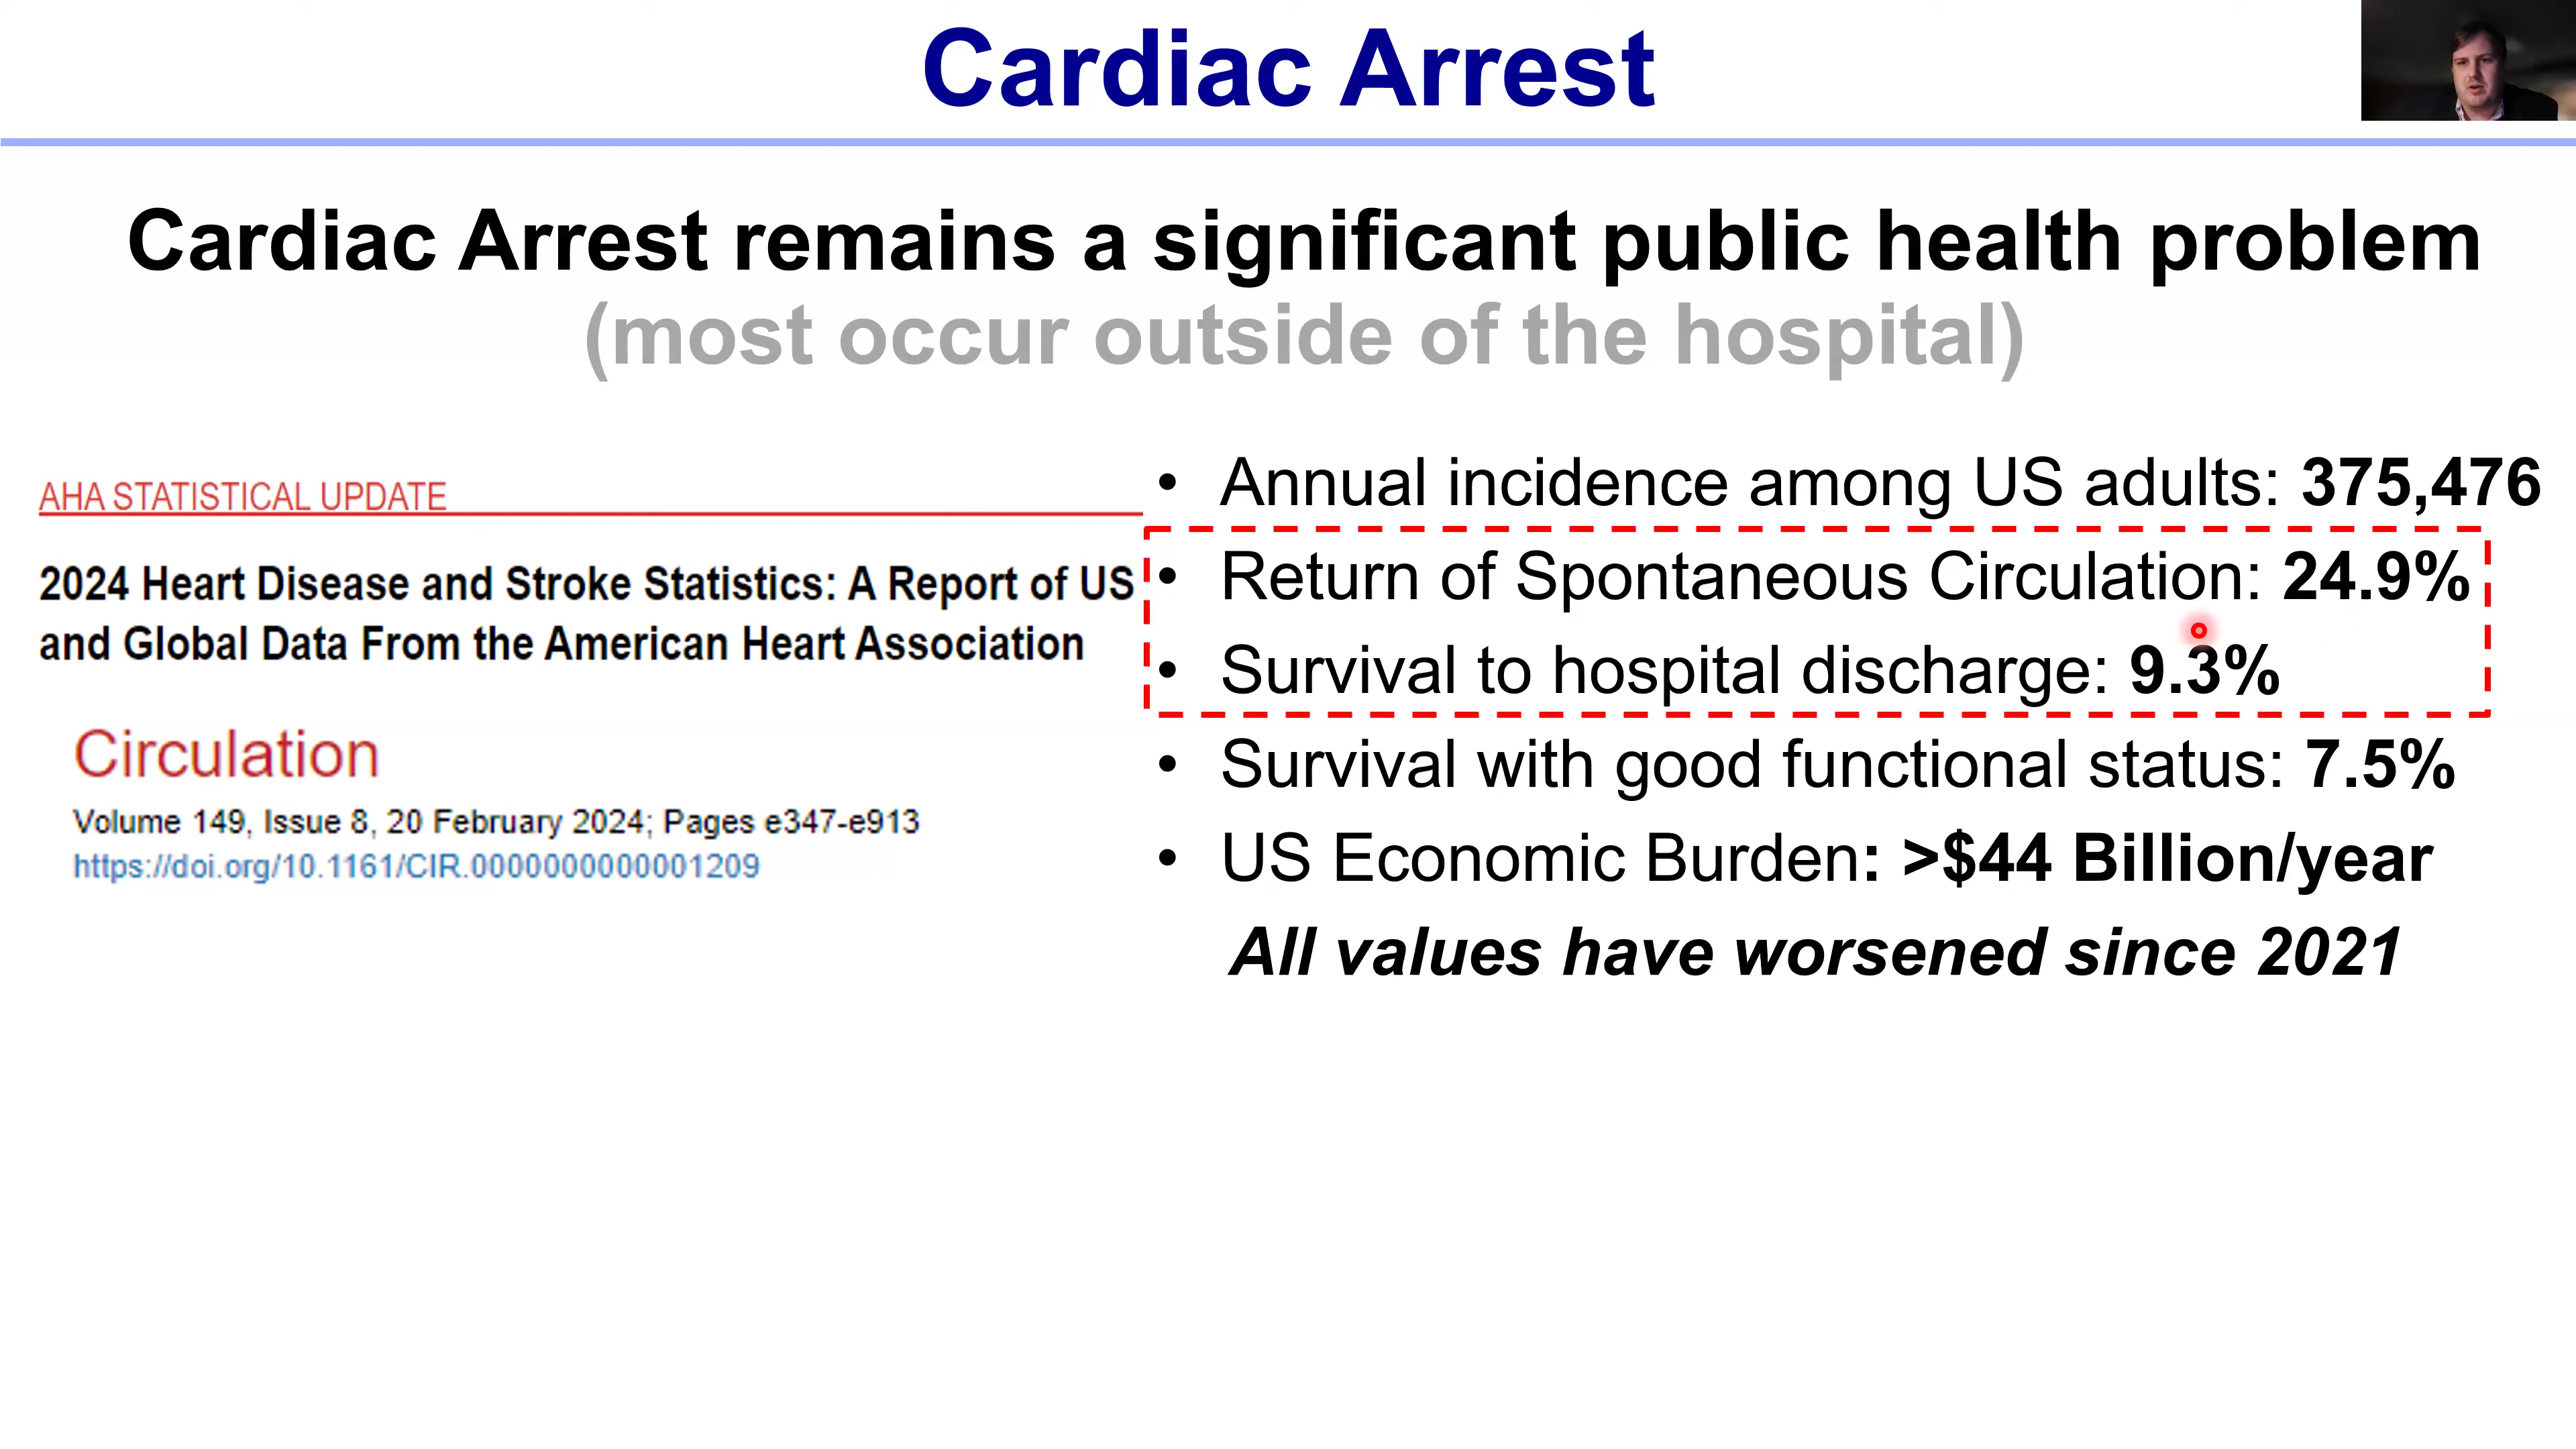 Cardiac Arrest
Cardiac Arrest remains a significant public health problem
(most occur outside of the hospital)
AHA STATISTICAL UPDATE
2024 Heart Disease and Stroke Statistics: A Report of US
and Global Data From the American Heart Association
Circulation
Volume 149, Issue 8, 20 February 2024; Pages e347-e913
https://doi.org/10.1161/CIR.0000000000001209
• Annual incidence among US adults: 375,476
• Return of Spontaneous Circulation: 24.9%
• Survival to hospital discharge: 9.3%
• Survival with good functional status: 7.5%
• US Economic Burden: >$44 Billion/year
All values have worsened since 2021